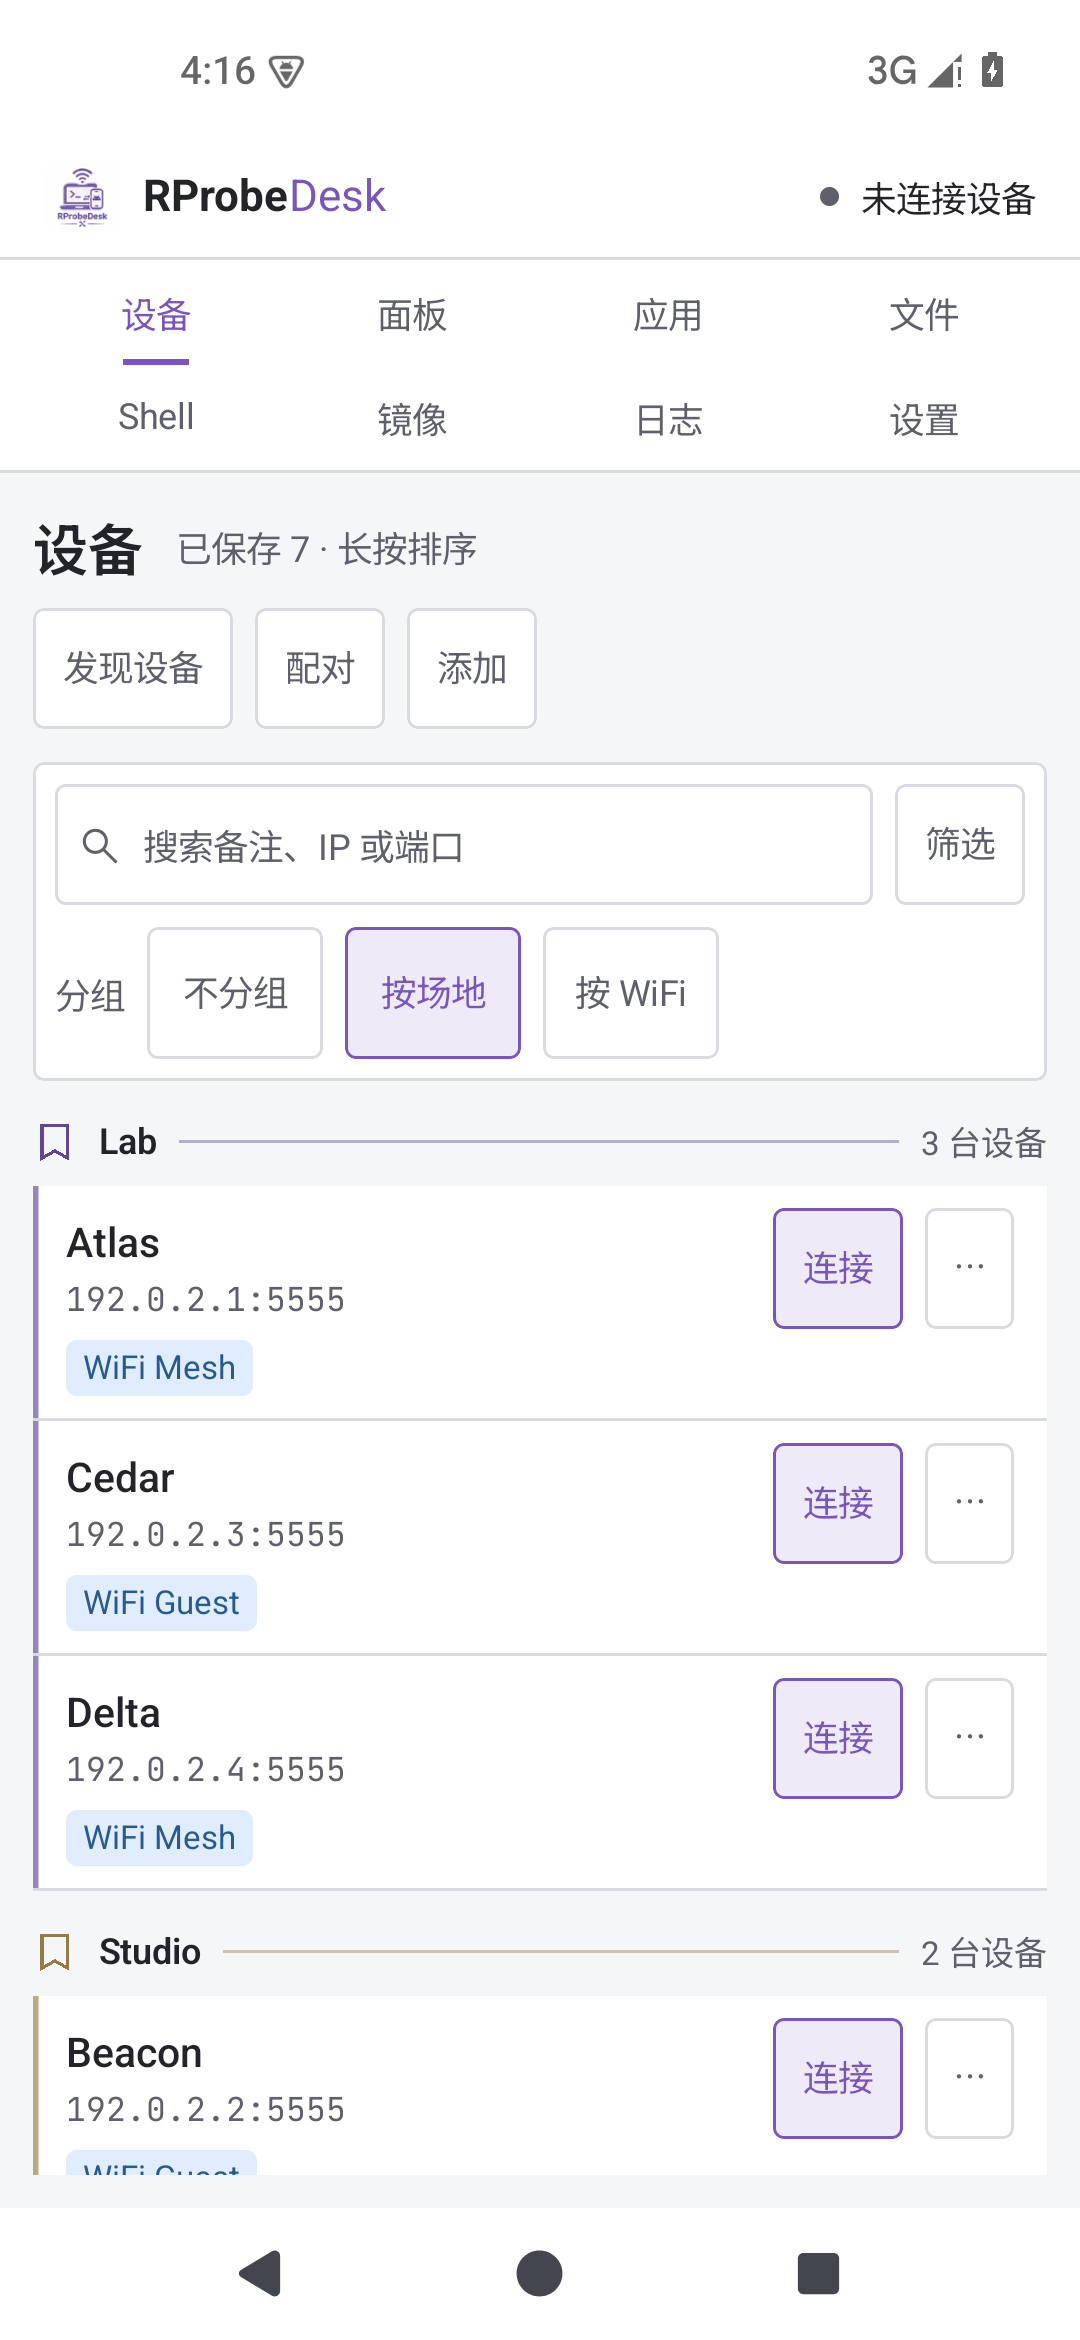 4:16 3G
RProbeDesk
RProbeDesk 未连接设备
设备 面板 应用 文件
Shell 镜像 日志 设置
设备 已保存 7 · 长按排序
发现设备 配对 添加
搜索备注、IP 或端口 筛选
分组 不分组 按场地 按 WiFi
Lab 3 台设备
Atlas
192.0.2.1:5555
连接 ···
WiFi Mesh
Cedar
192.0.2.3:5555
连接 ···
WiFi Guest
Delta
192.0.2.4:5555
连接 ···
WiFi Mesh
Studio 2 台设备
Beacon
192.0.2.2:5555
连接 ···
WiFi Guest